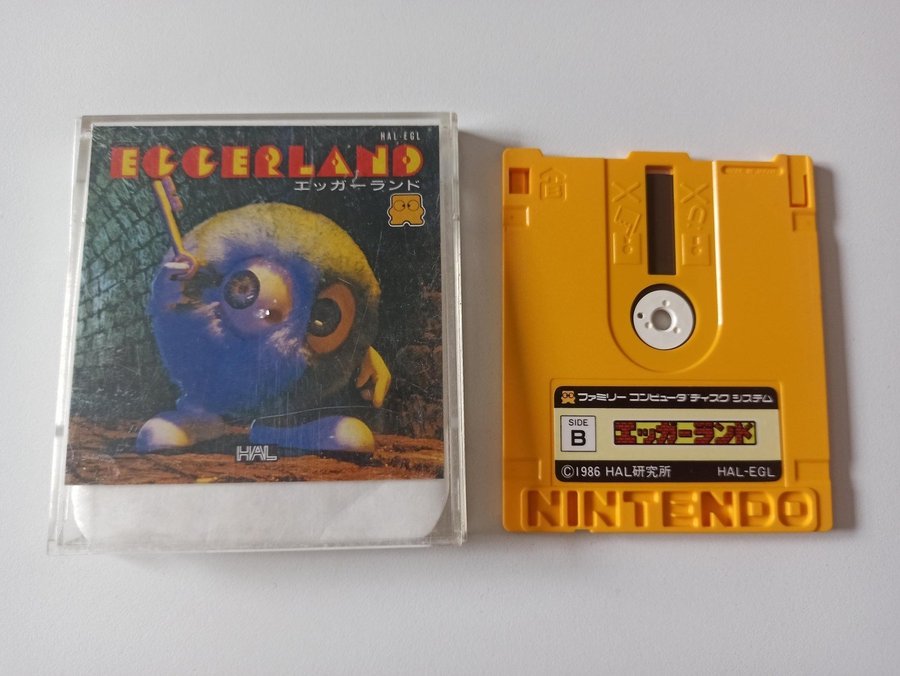 HAL-EGL
EGGERLAND
エッガーランド
HAL
ファミリー コンピュータ ディスク システム
SIDE
B
エッガーランド
©1986 HAL研究所 HAL-EGL
NINTENDO